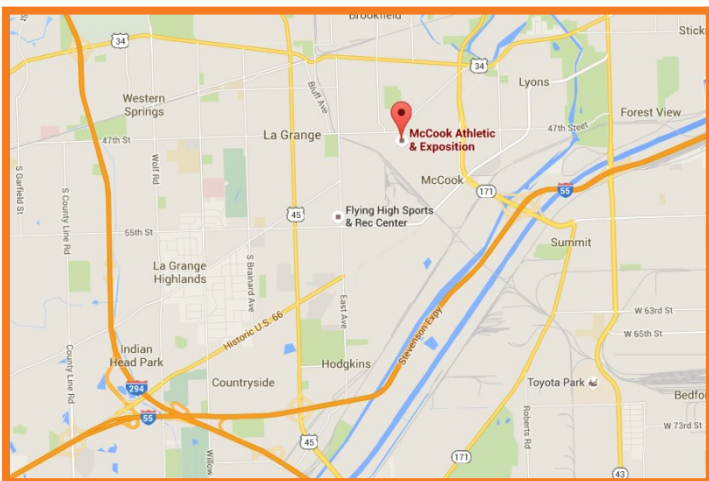 Brookfield
34
Stick
34
Western
Springs
Bluff Ave
Lyons
Forest View
La Grange
McCook Athletic
& Exposition
47th St
47th Street
Wolf Rd
S Garfield St
S County Line Rd
McCook
171
55
45
Flying High Sports
& Rec Center
55th St
Summit
La Grange
Highlands
S Brainard Ave
East Ave
Historic U.S. 66
Stevenson Expy
W 63rd St
W 65th St
Indian
Head Park
County Line Rd
294
Countryside
Hodgkins
Toyota Park
Bedfo
55
Willow
45
171
Roberts Rd
W 73rd St
43